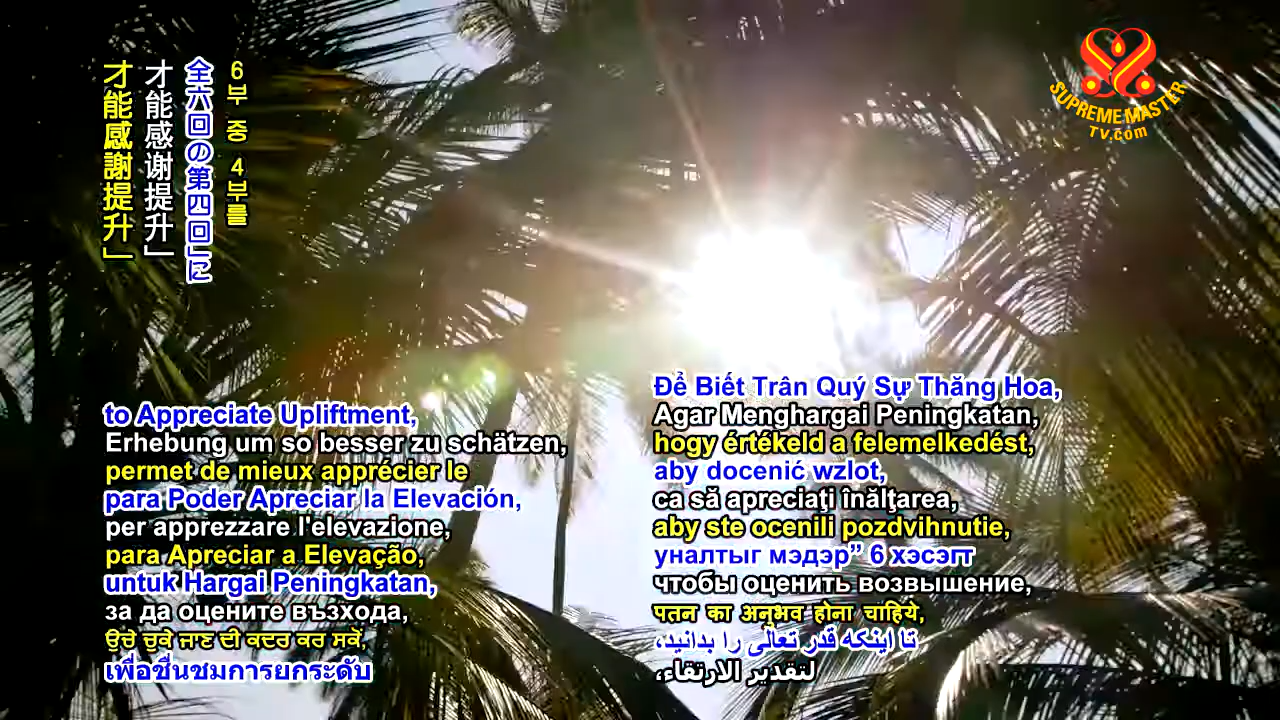 6부 중 4부를
全六回の第四回」に
才能感谢提升」
才能感謝提升」
SUPREME MASTER
TV.com
to Appreciate Upliftment,
Erhebung um so besser zu schätzen,
permet de mieux apprécier le
para Poder Apreciar la Elevación,
per apprezzare l'elevazione,
para Apreciar a Elevação,
untuk Hargai Peningkatan,
за да оцените възхода,
ਉਚੇ ਚੁਕੇ ਜਾਣ ਦੀ ਕਦਰ ਕਰ ਸਕੋਂ,
เพื่อชื่นชมการยกระดับ
Để Biết Trân Quý Sự Thăng Hoa,
Agar Menghargai Peningkatan,
hogy értékeld a felemelkedést,
aby docenić wzlot,
ca să apreciaţi înălţarea,
aby ste ocenili pozdvihnutie,
уналтыг мэдэр” 6 хэсэгт
чтобы оценить возвышение,
पतन का अनुभव होना चाहिये,
تا اینکه قدر تعالی را بدانید،
لتقدير الارتقاء،